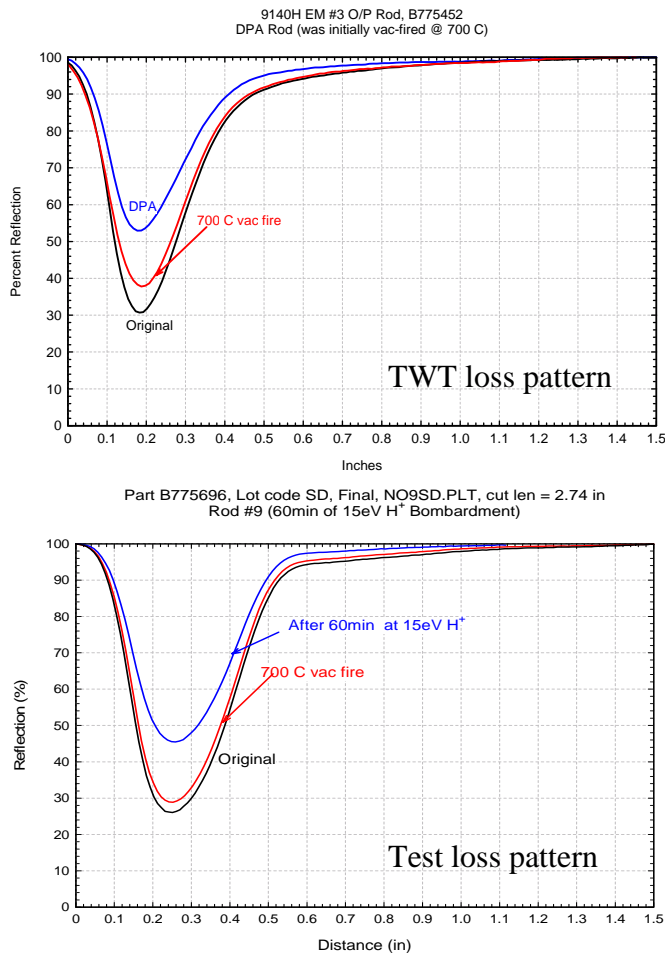 9140H EM #3 O/P Rod, B775452
DPA Rod (was initially vac-fired @ 700 C)
100
90
80
70
60
50
40
30
20
10
0
Percent Reflection
DPA
700 C vac fire
Original
TWT loss pattern
0 0.1 0.2 0.3 0.4 0.5 0.6 0.7 0.8 0.9 1.0 1.1 1.2 1.3 1.4 1.5
Inches
Part B775696, Lot code SD, Final, NO9SD.PLT, cut len = 2.74 in
Rod #9 (60min of 15eV H⁺ Bombardment)
100
90
80
70
60
50
40
30
20
10
0
Reflection (%)
After 60min at 15eV H⁺
700 C vac fire
Original
Test loss pattern
0 0.1 0.2 0.3 0.4 0.5 0.6 0.7 0.8 0.9 1.0 1.1 1.2 1.3 1.4 1.5
Distance (in)